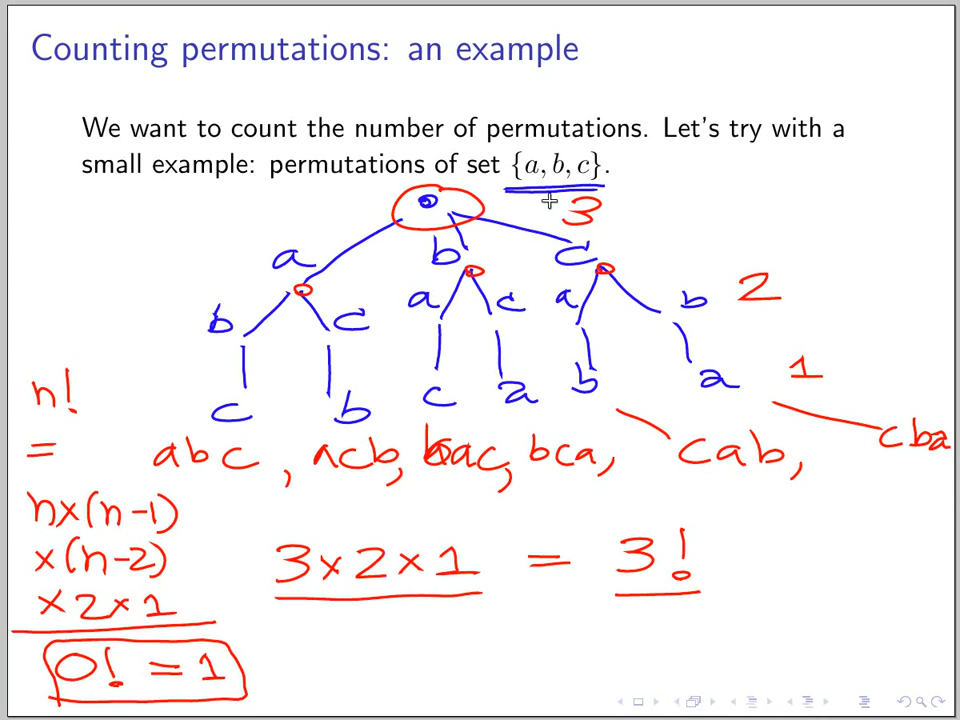 Counting permutations: an example
We want to count the number of permutations. Let's try with a
small example: permutations of set {a, b, c}.
3
a b c
b c a c a b 2
c b c a b a 1
n!
=
abc, acb, bac, bca, cab, cba
n×(n-1)
×(n-2)
×2×1
3×2×1 = 3!
0! = 1